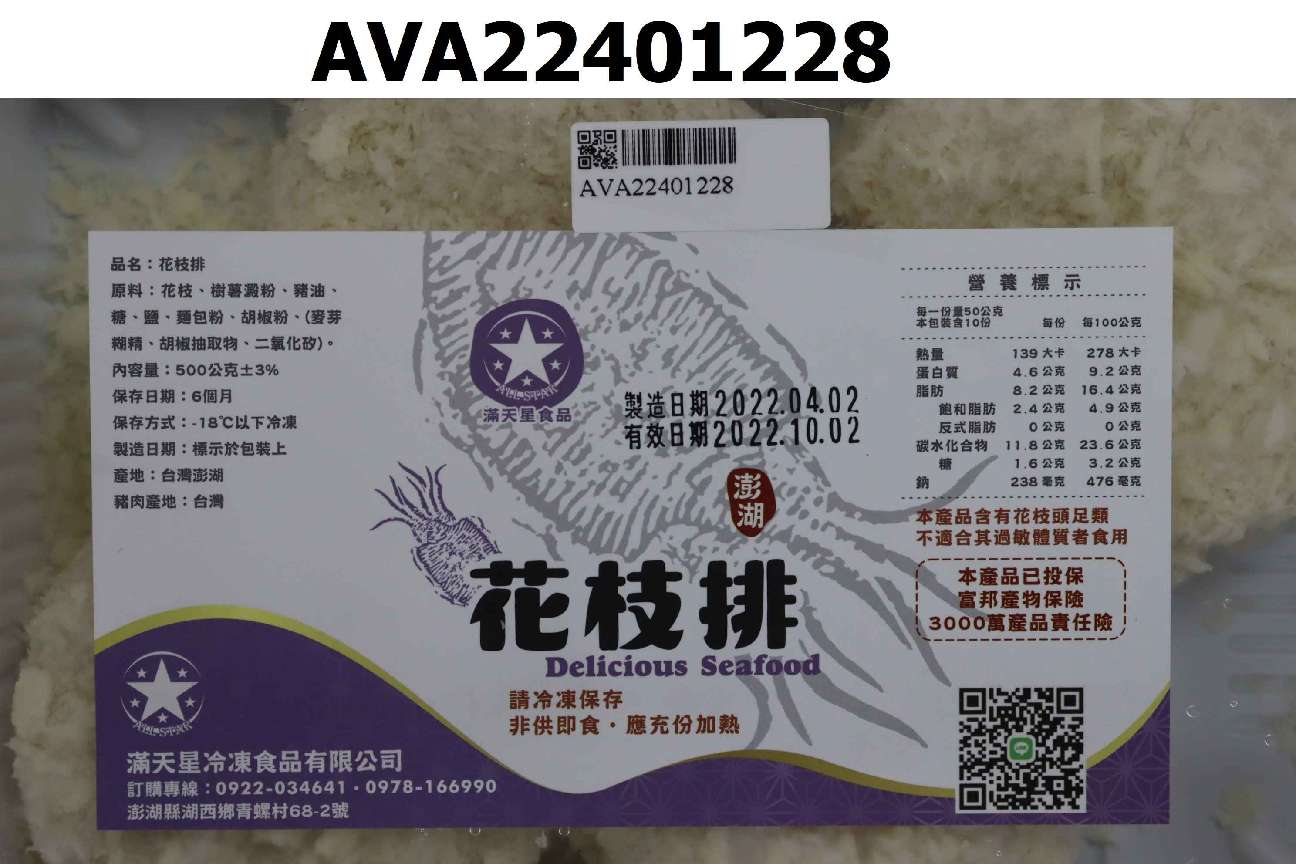 AVA22401228
AVA22401228
品名：花枝排
原料：花枝、樹薯澱粉、豬油、
糖、鹽、麵包粉、胡椒粉、(麥芽
糊精、胡椒抽取物、二氧化矽)。
內容量：500公克±3%
保存日期：6個月
保存方式：-18℃以下冷凍
製造日期：標示於包裝上
產地：台灣澎湖
豬肉產地：台灣
ALL-STAR
滿天星食品
製造日期2022.04.02
有效日期2022.10.02
澎湖
花枝排
Delicious Seafood
請冷凍保存
非供即食・應充份加熱
營養標示
每一份量50公克
本包裝含10份 每份 每100公克
熱量 139大卡 278大卡
蛋白質 4.6公克 9.2公克
脂肪 8.2公克 16.4公克
飽和脂肪 2.4公克 4.9公克
反式脂肪 0公克 0公克
碳水化合物 11.8公克 23.6公克
糖 1.6公克 3.2公克
鈉 238毫克 476毫克
本產品含有花枝頭足類
不適合其過敏體質者食用
本產品已投保
富邦產物保險
3000萬產品責任險
ALL-STAR
滿天星冷凍食品有限公司
訂購專線：0922-034641・0978-166990
澎湖縣湖西鄉青螺村68-2號